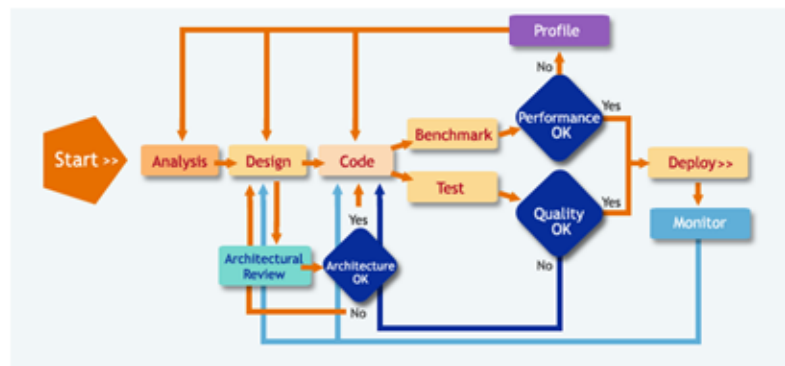 Profile
No
Performance
OK
Yes
Benchmark
Start >>
Analysis
Design
Code
Deploy>>
Test
Yes
Quality
OK
Yes
Monitor
Architectural
Review
Architecture
OK
No
No